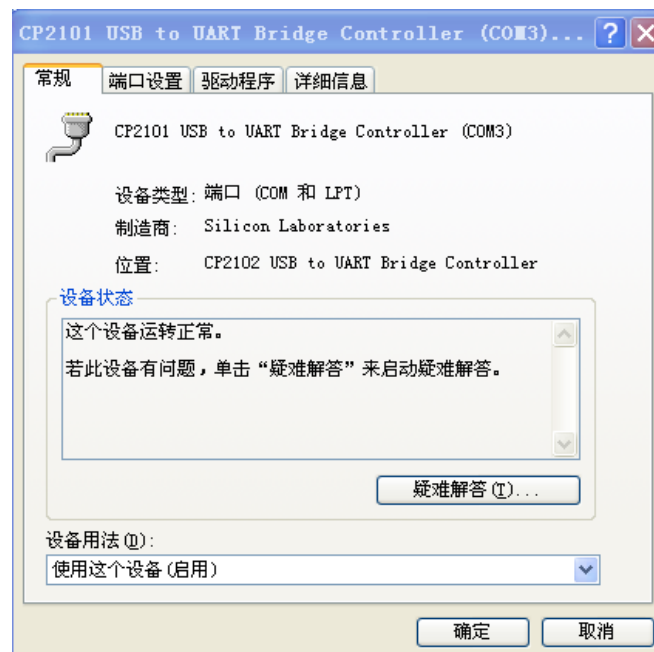 CP2101 USB to UART Bridge Controller (COM3)...
常规 端口设置 驱动程序 详细信息
CP2101 USB to UART Bridge Controller (COM3)
设备类型: 端口 (COM 和 LPT)
制造商: Silicon Laboratories
位置: CP2102 USB to UART Bridge Controller
设备状态
这个设备运转正常。
若此设备有问题，单击“疑难解答”来启动疑难解答。
疑难解答(T)...
设备用法(D):
使用这个设备(启用)
确定 取消